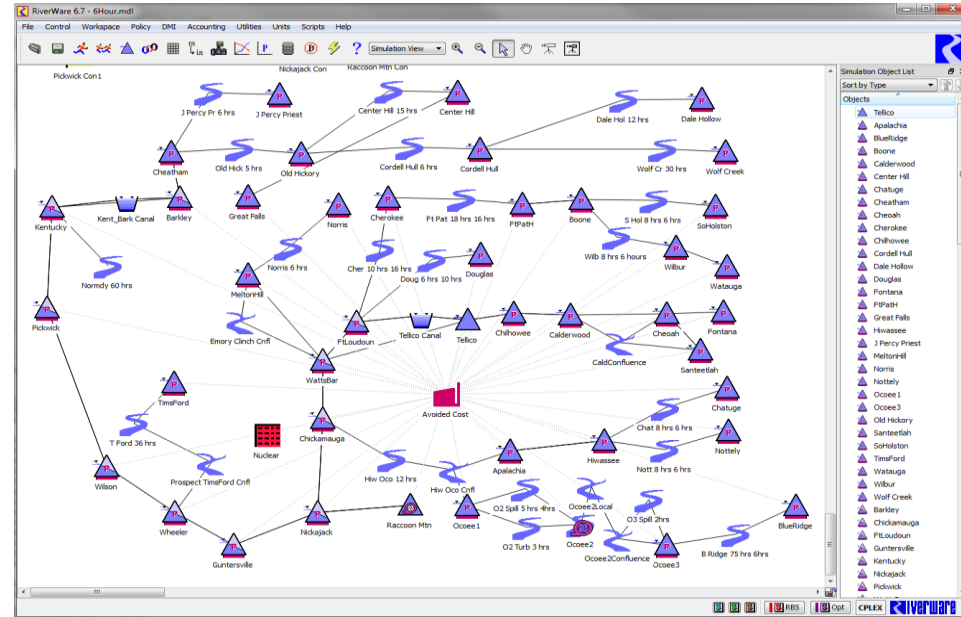 RiverWare 6.7 - 6Hour.mdl
File Control Workspace Policy DMI Accounting Utilities Units Scripts Help
Simulation View
Pickwick Con1
Nickajack Con
Raccoon Mtn Con
J Percy Pr 6 hrs
J Percy Priest
Center Hill 15 hrs
Center Hill
Dale Hol 12 hrs
Dale Hollow
Cheatham
Old Hick 5 hrs
Old Hickory
Cordell Hull 6 hrs
Cordell Hull
Wolf Cr 30 hrs
Wolf Creek
Kentucky
Kent_Bark Canal
Barkley
Great Falls
Norris
Cherokee
Ft Pat 18 hrs 16 hrs
FtPatH
Boone
S Hol 8 hrs 6 hrs
SoHolston
Normdy 60 hrs
Norris 6 hrs
MeltonHill
Cher 10 hrs 16 hrs
Doug 6 hrs 10 hrs
Douglas
Wilb 8 hrs 6 hours
Wilbur
Watauga
Pickwick
Emory Clinch Cnfl
FtLoudoun
Tellico Canal
Tellico
Chilhowee
Calderwood
CaldConfluence
Cheoah
Fontana
Santeetlah
WattsBar
TimsFord
Avoided Cost
Chatuge
T Ford 36 hrs
Nuclear
Chickamauga
Chat 8 hrs 6 hrs
Wilson
Prospect TimsFord Cnfl
Hiw Oco 12 hrs
Hiw Oco Cnfl
Apalachia
Hiwassee
Nott 8 hrs 6 hrs
Nottely
Wheeler
Guntersville
Nickajack
Raccoon Mtn
Ocoee1
O2 Spill 5 hrs 4hrs
O2 Turb 3 hrs
Ocoee2Local
Ocoee2
Ocoee2Confluence
O3 Spill 2hrs
Ocoee3
B Ridge 75 hrs 6hrs
BlueRidge
Simulation Object List
Sort by Type
Objects
Tellico
Apalachia
BlueRidge
Boone
Calderwood
Center Hill
Chatuge
Cheatham
Cheoah
Cherokee
Chilhowee
Cordell Hull
Dale Hollow
Douglas
Fontana
FtPatH
Great Falls
Hiwassee
J Percy Priest
MeltonHill
Norris
Nottely
Ocoee1
Ocoee3
Old Hickory
Santeetlah
SoHolston
TimsFord
Watauga
Wilbur
Wolf Creek
Barkley
Chickamauga
FtLoudoun
Guntersville
Kentucky
Nickajack
Pickwick
RBS
Opt
CPLEX
RIVERWARE